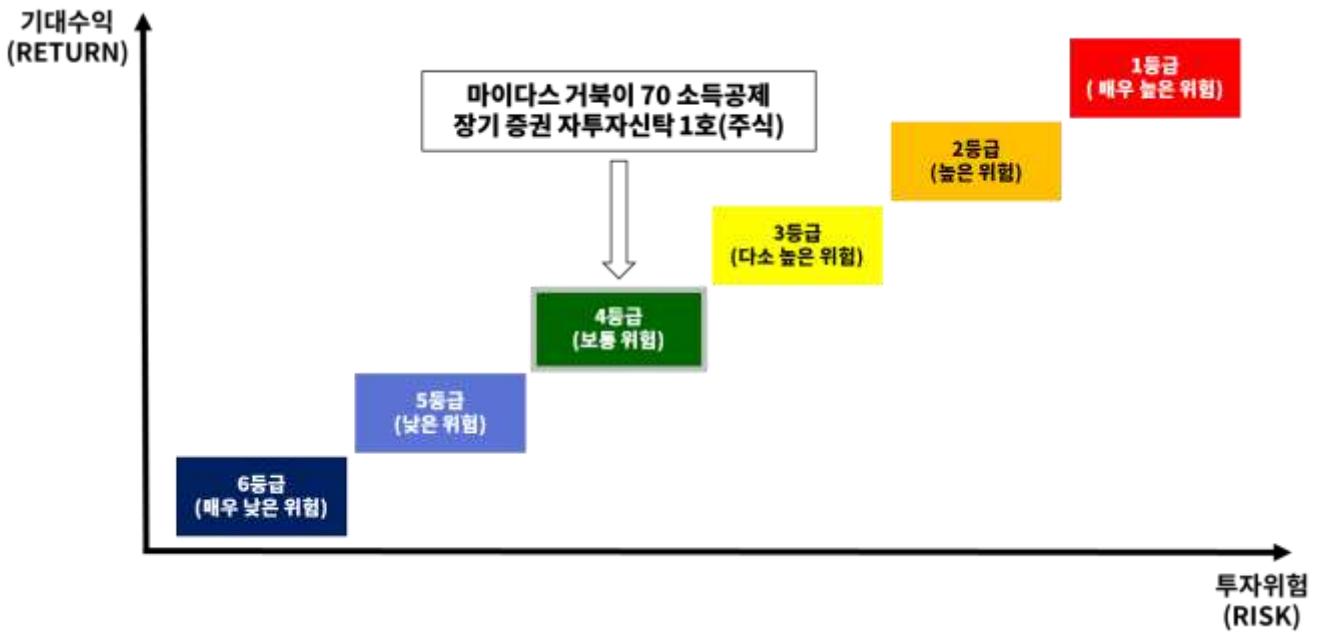 기대수익
(RETURN)
마이다스 거북이 70 소득공제
장기 증권 자투자신탁 1호(주식)
1등급
( 매우 높은 위험)
2등급
(높은 위험)
3등급
(다소 높은 위험)
4등급
(보통 위험)
5등급
(낮은 위험)
6등급
(매우 낮은 위험)
투자위험
(RISK)